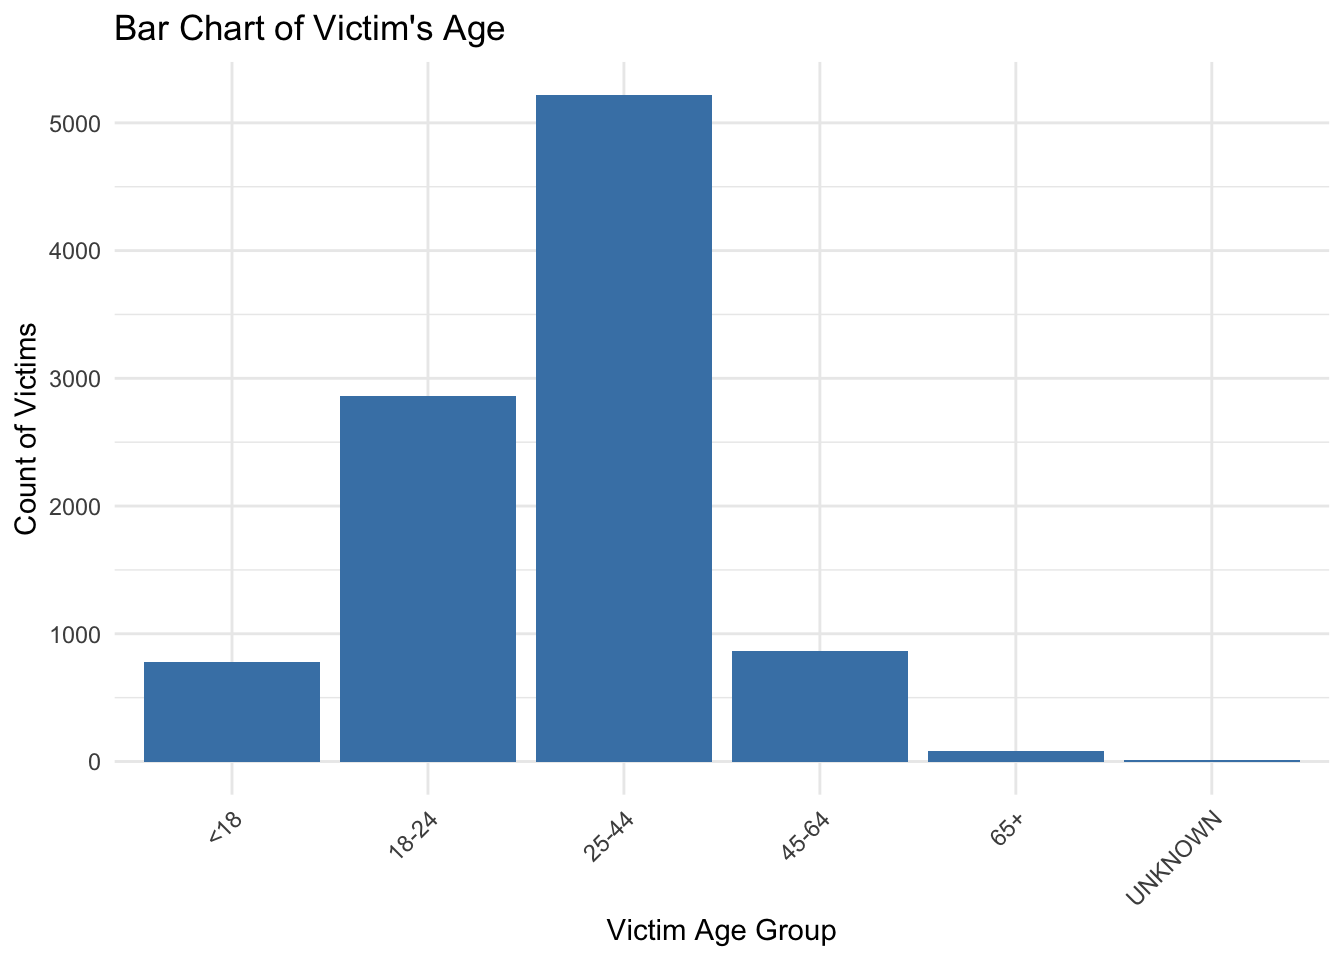 Bar Chart of Victim's Age
Count of Victims
5000
4000
3000
2000
1000
0
<18
18-24
25-44
45-64
65+
UNKNOWN
Victim Age Group